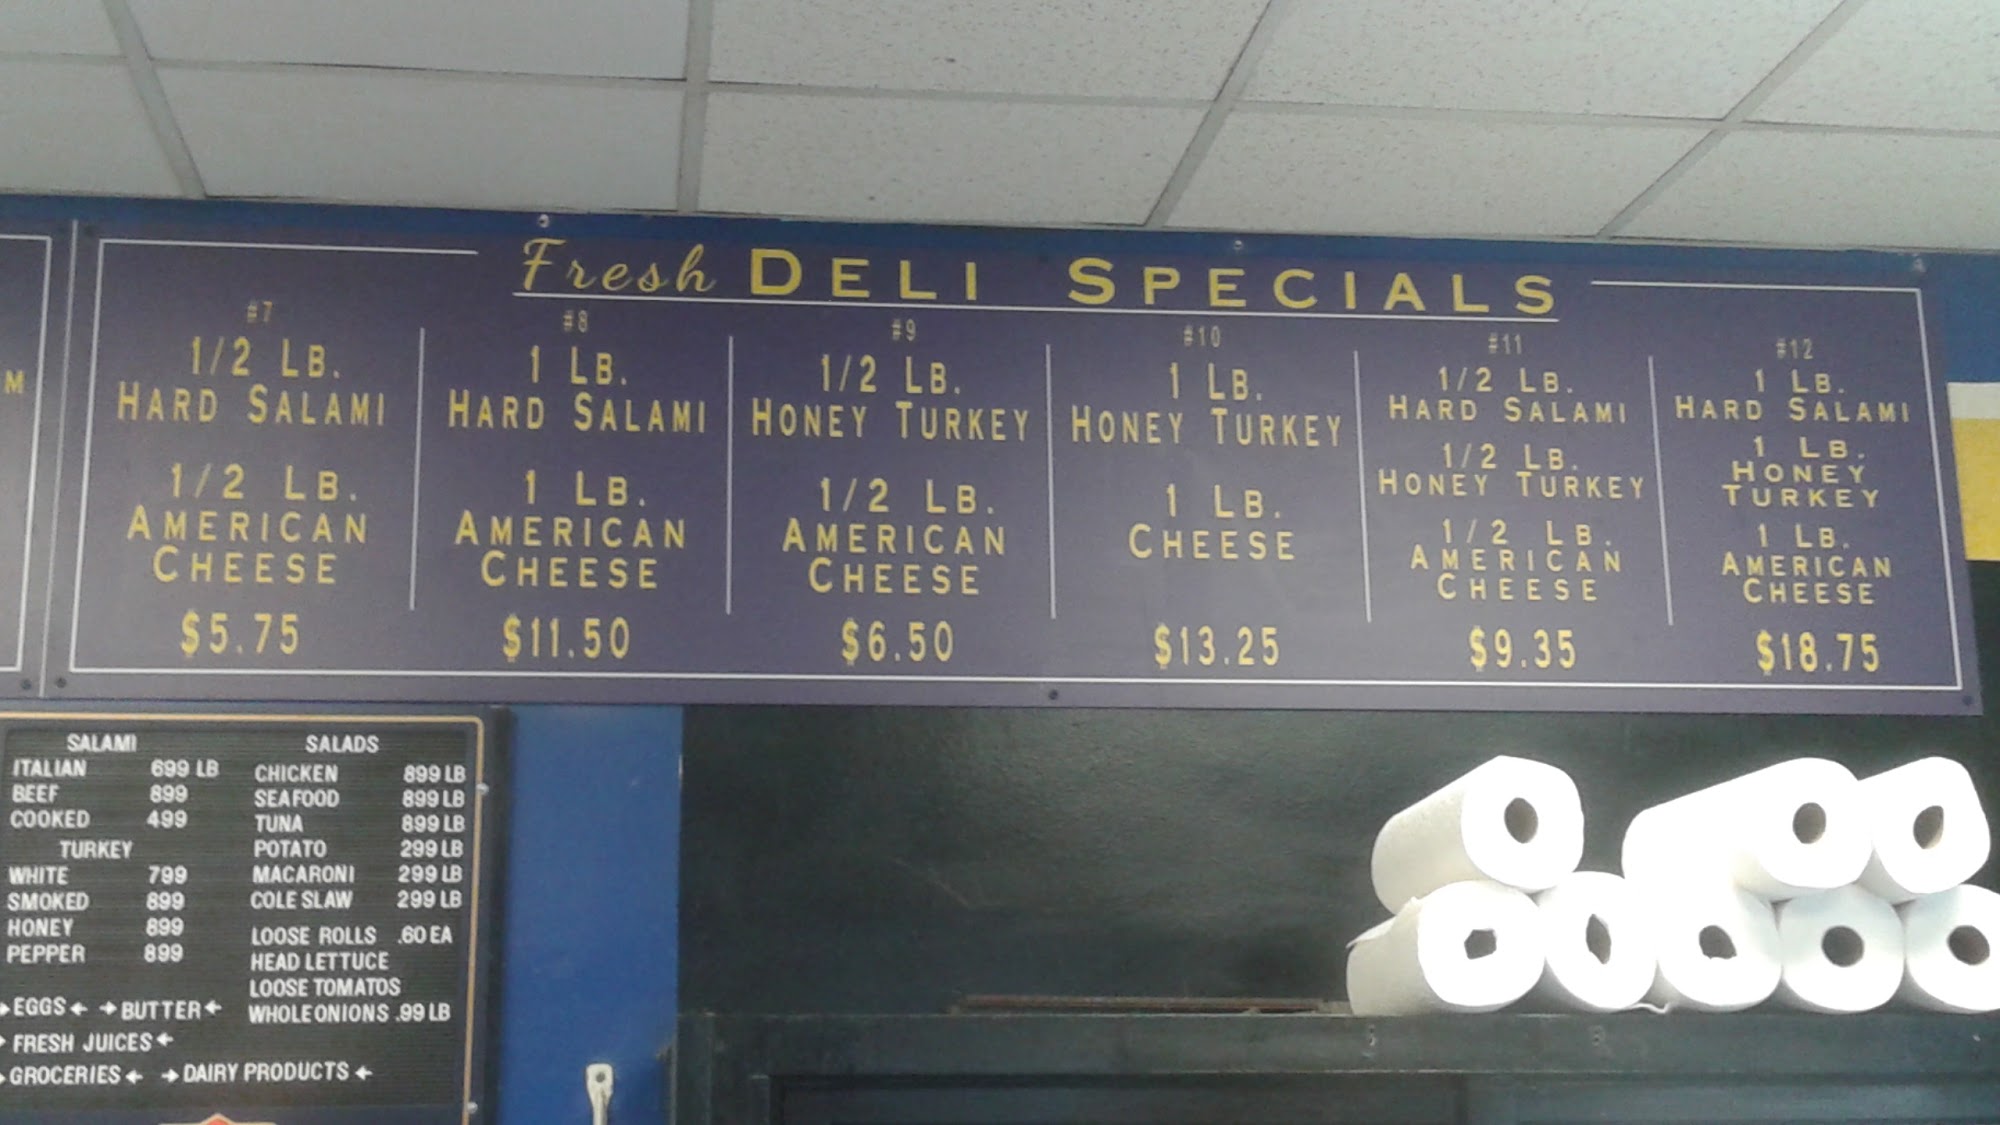 M
Fresh DELI SPECIALS
#7
1/2 LB.
HARD SALAMI
1/2 LB.
AMERICAN
CHEESE
$5.75
#8
1 LB.
HARD SALAMI
1 LB.
AMERICAN
CHEESE
$11.50
#9
1/2 LB.
HONEY TURKEY
1/2 LB.
AMERICAN
CHEESE
$6.50
#10
1 LB.
HONEY TURKEY
1 LB.
CHEESE
$13.25
#11
1/2 LB.
HARD SALAMI
1/2 LB.
HONEY TURKEY
1/2 LB.
AMERICAN
CHEESE
$9.35
#12
1 LB.
HARD SALAMI
1 LB.
HONEY
TURKEY
1 LB.
AMERICAN
CHEESE
$18.75
SALAMI
ITALIAN 699 LB
BEEF 899
COOKED 499
TURKEY
WHITE 799
SMOKED 899
HONEY 899
PEPPER 899
SALADS
CHICKEN 899 LB
SEAFOOD 899 LB
TUNA 899 LB
POTATO 299 LB
MACARONI 299 LB
COLE SLAW 299 LB
LOOSE ROLLS .60 EA
HEAD LETTUCE
LOOSE TOMATOS
WHOLE ONIONS .99 LB
→EGGS← →BUTTER←
→FRESH JUICES←
→GROCERIES← →DAIRY PRODUCTS←